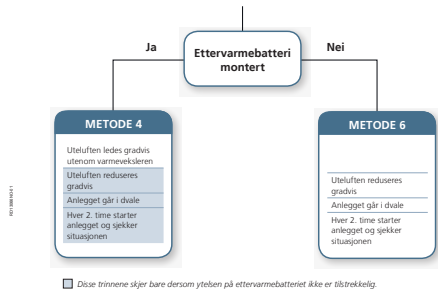 Ja
Ettervarmebatteri
montert
Nei
METODE 4
Uteluften ledes gradvis
utenom varmeveksleren
Uteluften reduseres
gradvis
Anlegget går i dvale
Hver 2. time starter
anlegget og sjekker
situasjonen
METODE 6
Uteluften reduseres
gradvis
Anlegget går i dvale
Hver 2. time starter
anlegget og sjekker
situasjonen
Disse trinnene skjer bare dersom ytelsen på ettervarmebatteriet ikke er tilstrekkelig.